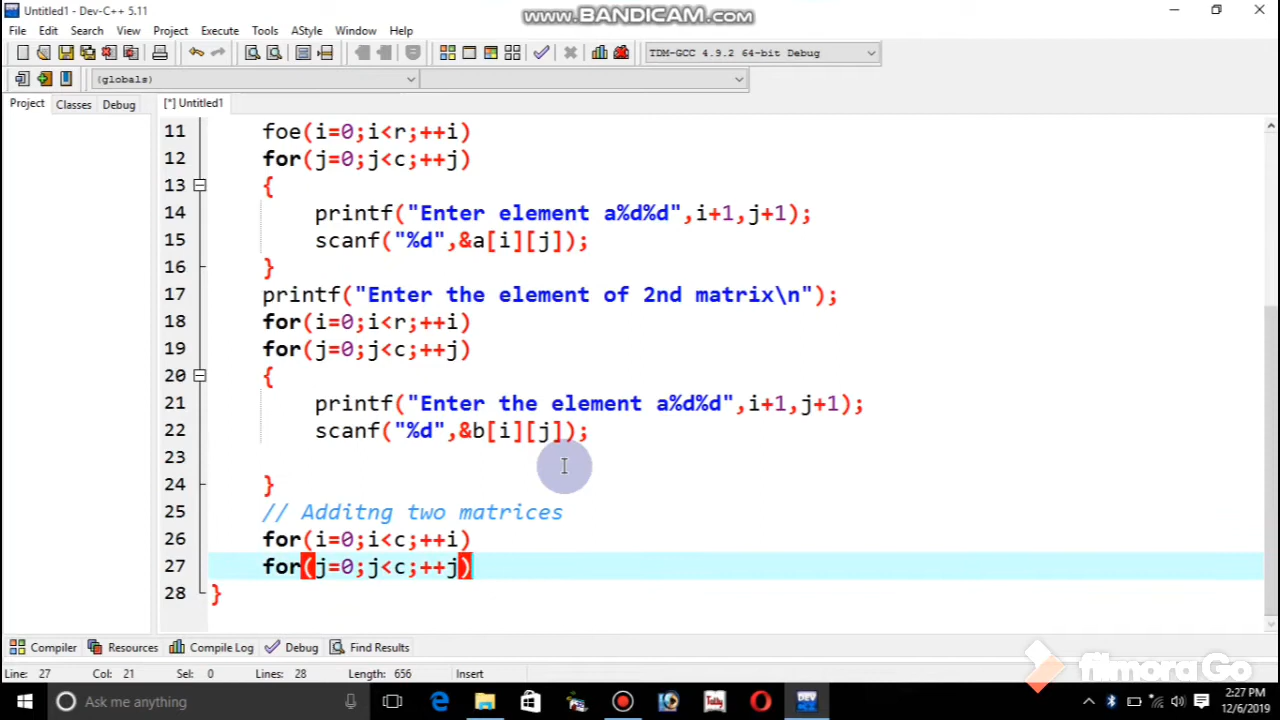 Untitled1 - Dev-C++ 5.11
www.BANDICAM.com
File Edit Search View Project Execute Tools AStyle Window Help
TDM-GCC 4.9.2 64-bit Debug
(globals)
Project Classes Debug [*] Untitled1
11 foe(i=0;i<r;++i)
12 for(j=0;j<c;++j)
13 {
14 printf("Enter element a%d%d",i+1,j+1);
15 scanf("%d",&a[i][j]);
16 }
17 printf("Enter the element of 2nd matrix\n");
18 for(i=0;i<r;++i)
19 for(j=0;j<c;++j)
20 {
21 printf("Enter the element a%d%d",i+1,j+1);
22 scanf("%d",&b[i][j]);
23
24 }
25 // Additng two matrices
26 for(i=0;i<c;++i)
27 for(j=0;j<c;++j)
28 }
Compiler Resources Compile Log Debug Find Results
Line: 27 Col: 21 Sel: 0 Lines: 28 Length: 656 Insert
filmora Go
Ask me anything
DEV
2:27 PM
12/6/2019